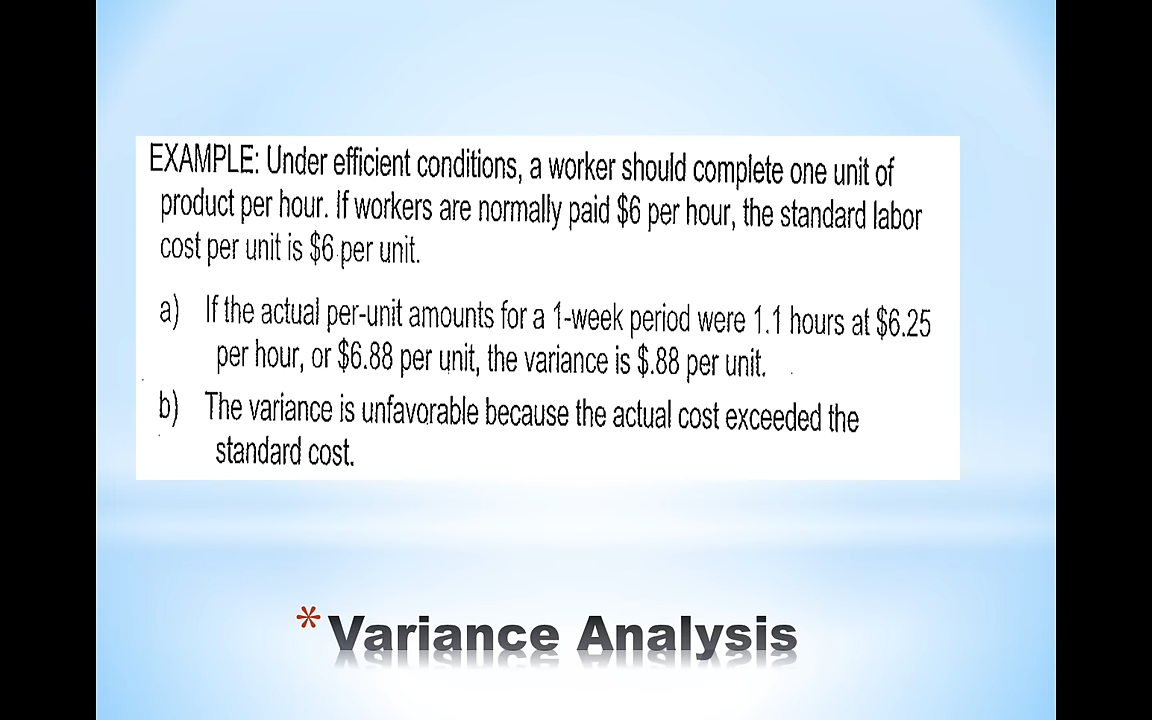 EXAMPLE: Under efficient conditions, a worker should complete one unit of
product per hour. If workers are normally paid $6 per hour, the standard labor
cost per unit is $6 per unit.
a) If the actual per-unit amounts for a 1-week period were 1.1 hours at $6.25
per hour, or $6.88 per unit, the variance is $.88 per unit.
b) The variance is unfavorable because the actual cost exceeded the
standard cost.
* Variance Analysis